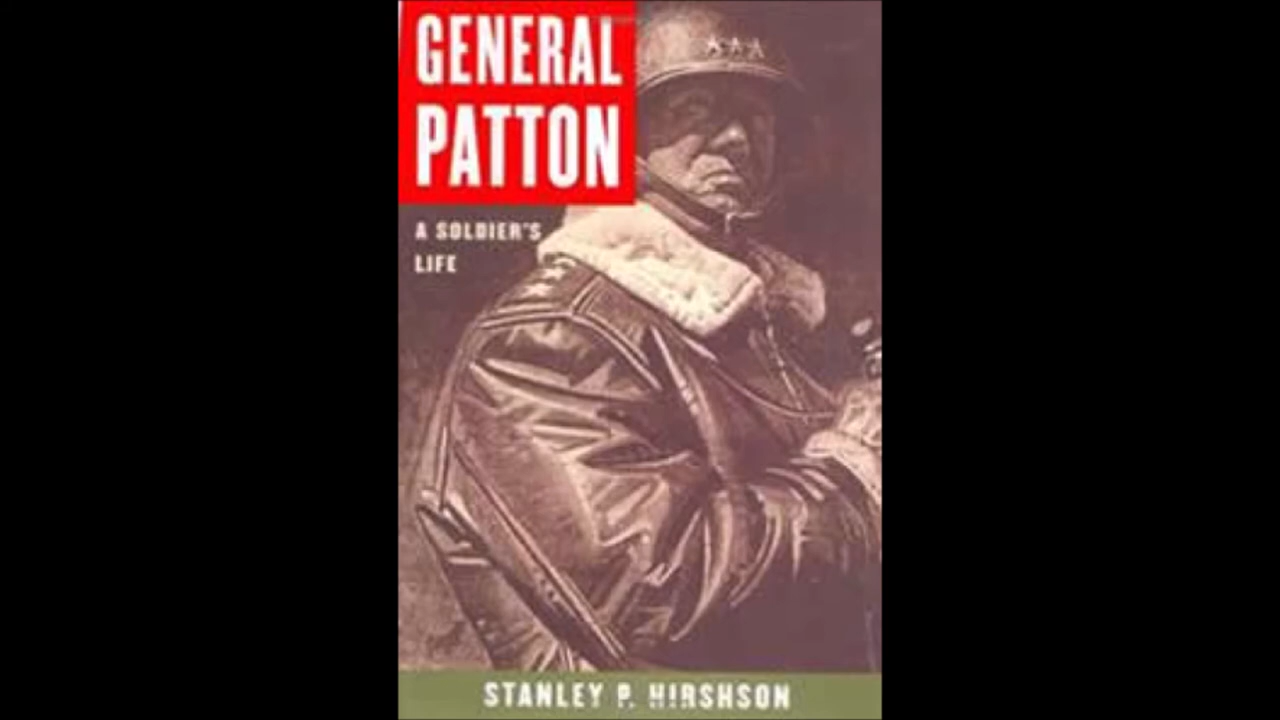 GENERAL
PATTON
A SOLDIER'S
LIFE
STANLEY P. HIRSHSON